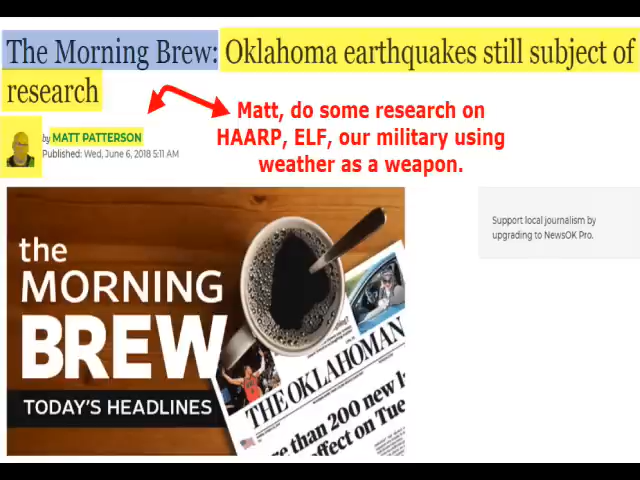 The Morning Brew: Oklahoma earthquakes still subject of
research
by MATT PATTERSON
Published: Wed, June 6, 2018 5:11 AM
Matt, do some research on
HAARP, ELF, our military using
weather as a weapon.
Support local journalism by
upgrading to NewsOK Pro.
the
MORNING
BREW
TODAY'S HEADLINES
THE OKLAHOMAN
than 200 new
effect on Tue